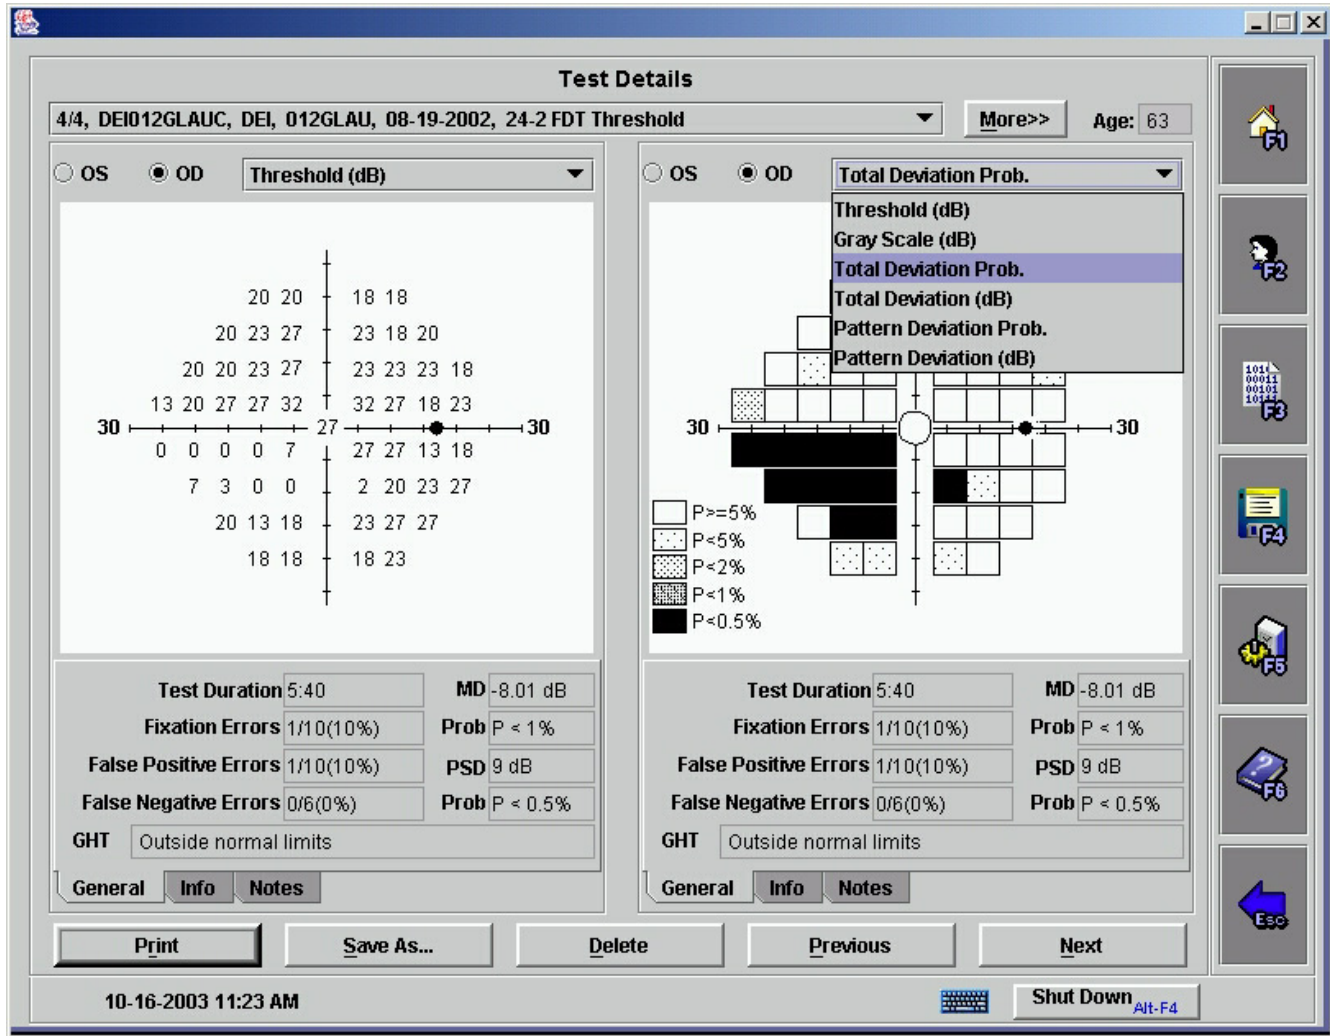 Test Details
4/4, DEI012GLAUC, DEI, 012GLAU, 08-19-2002, 24-2 FDT Threshold More>> Age: 63
OS OD Threshold (dB)
20 20 18 18
20 23 27 23 18 20
20 20 23 27 23 23 23 18
13 20 27 27 32 32 27 18 23
30 27 30
0 0 0 0 7 27 27 13 18
7 3 0 0 2 20 23 27
20 13 18 23 27 27
18 18 18 23
Test Duration 5:40 MD -8.01 dB
Fixation Errors 1/10(10%) Prob P < 1%
False Positive Errors 1/10(10%) PSD 9 dB
False Negative Errors 0/6(0%) Prob P < 0.5%
GHT Outside normal limits
General Info Notes
OS OD Total Deviation Prob.
Threshold (dB)
Gray Scale (dB)
Total Deviation Prob.
Total Deviation (dB)
Pattern Deviation Prob.
Pattern Deviation (dB)
30 30
P>=5%
P<5%
P<2%
P<1%
P<0.5%
Test Duration 5:40 MD -8.01 dB
Fixation Errors 1/10(10%) Prob P < 1%
False Positive Errors 1/10(10%) PSD 9 dB
False Negative Errors 0/6(0%) Prob P < 0.5%
GHT Outside normal limits
General Info Notes
Print Save As... Delete Previous Next
10-16-2003 11:23 AM Shut Down Alt-F4
F1
F2
F3
F4
F5
F6
Esc